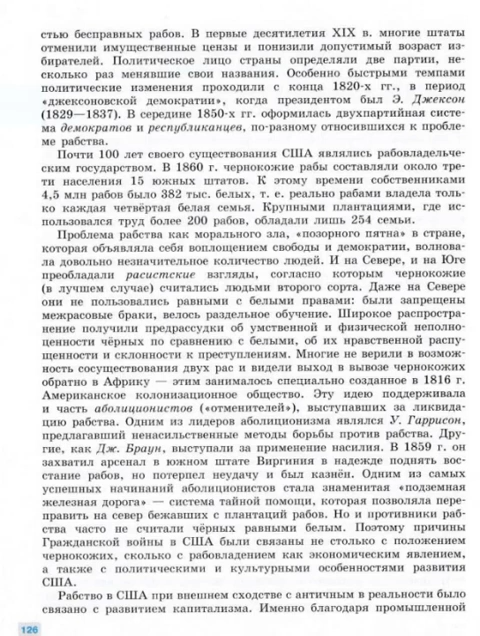 стью бесправных рабов. В первые десятилетия XIX в. многие штаты
отменили имущественные цензы и понизили допустимый возраст из-
бирателей. Политическое лицо страны определяли две партии, не-
сколько раз менявшие свои названия. Особенно быстрыми темпами
политические изменения проходили с конца 1820-х гг., в период
«джексоновской демократии», когда президентом был Э. Джексон
(1829—1837). В середине 1850-х гг. оформилась двухпартийная систе-
ма демократов и республиканцев, по-разному относившихся к пробле-
ме рабства.
Почти 100 лет своего существования США являлись рабовладельче-
ским государством. В 1860 г. чернокожие рабы составляли около тре-
ти населения 15 южных штатов. К этому времени собственниками
4,5 млн рабов было 382 тыс. белых, т. е. реально рабами владела толь-
ко каждая четвёртая белая семья. Крупными плантациями, где ис-
пользовался труд более 200 рабов, обладали лишь 254 семьи.
Проблема рабства как морального зла, «позорного пятна» в стране,
которая объявляла себя воплощением свободы и демократии, волнова-
ла довольно незначительное количество людей. И на Севере, и на Юге
преобладали расистские взгляды, согласно которым чернокожие
(в лучшем случае) считались людьми второго сорта. Даже на Севере
они не пользовались равными с белыми правами: были запрещены
межрасовые браки, велось раздельное обучение. Широкое распростра-
нение получили предрассудки об умственной и физической неполно-
ценности чёрных по сравнению с белыми, об их нравственной распу-
щенности и склонности к преступлениям. Многие не верили в возмож-
ность сосуществования двух рас и видели выход в вывозе чернокожих
обратно в Африку — этим занималось специально созданное в 1816 г.
Американское колонизационное общество. Эту идею поддерживала
и часть аболиционистов («отменителей»), выступавших за ликвида-
цию рабства. Одним из лидеров аболиционизма являлся У. Гаррисон,
предлагавший ненасильственные методы борьбы против рабства. Дру-
гие, как Дж. Браун, выступали за применение насилия. В 1859 г. он
захватил арсенал в южном штате Виргиния в надежде поднять вос-
стание рабов, но потерпел неудачу и был казнён. Одним из самых
успешных начинаний аболиционистов стала знаменитая «подземная
железная дорога» — система тайной помощи, которая позволяла пере-
править на север бежавших с плантаций рабов. Но и противники раб-
ства часто не считали чёрных равными белым. Поэтому причины
Гражданской войны в США были связаны не столько с положением
чернокожих, сколько с рабовладением как экономическим явлением,
а также с политическими и культурными особенностями развития
США.
Рабство в США при внешнем сходстве с античным в реальности было
связано с развитием капитализма. Именно благодаря промышленной
126